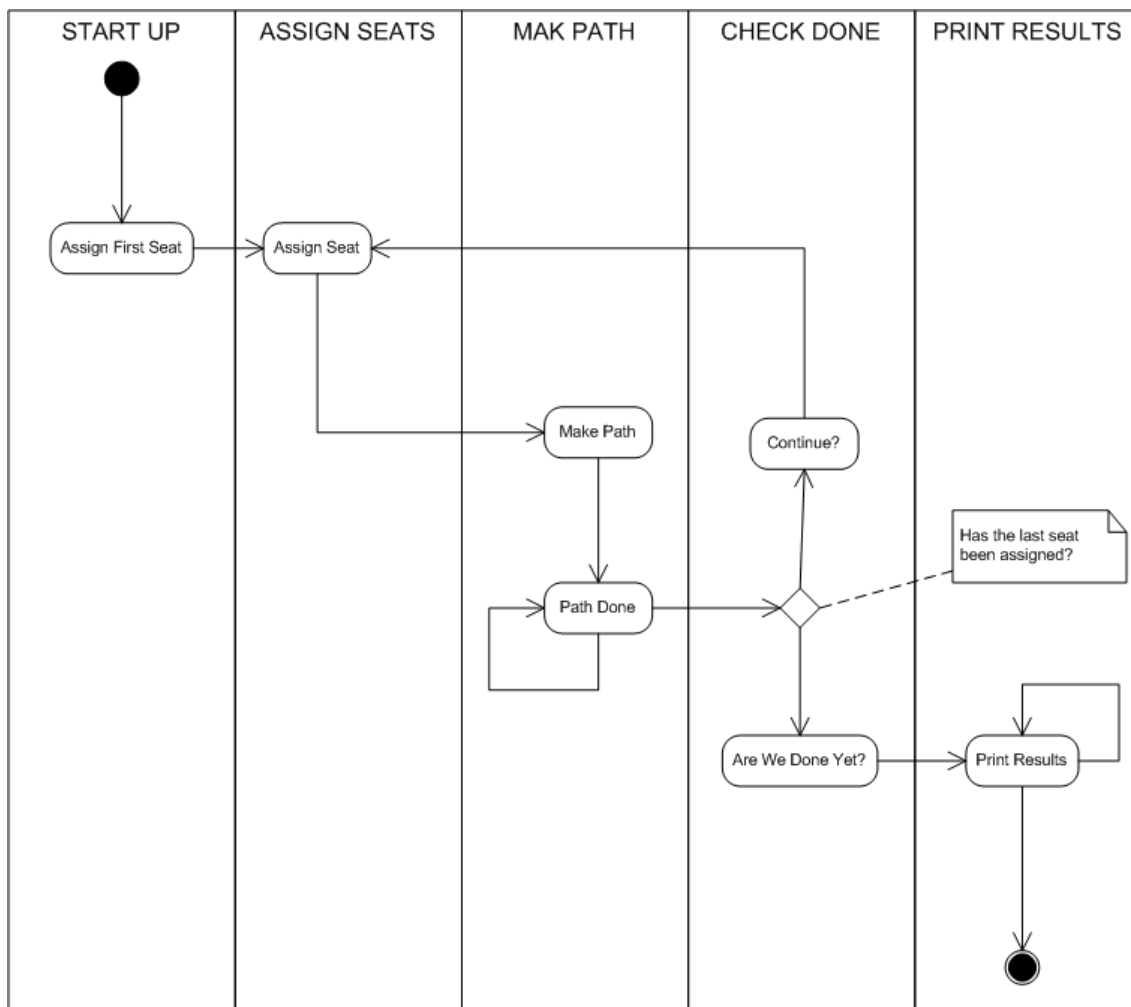 START UP
ASSIGN SEATS
MAK PATH
CHECK DONE
PRINT RESULTS
Assign First Seat
Assign Seat
Make Path
Continue?
Has the last seat
been assigned?
Path Done
Are We Done Yet?
Print Results